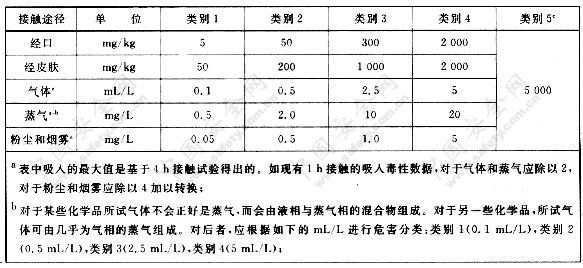 接触途径 单 位 类别1 类别2 类别3 类别4 类别5ᶜ
经口 mg/kg 5 50 300 2 000
经皮肤 mg/kg 50 200 1 000 2 000
气体ᵃ mL/L 0.1 0.5 2.5 5 5 000
蒸气ᵃ·ᵇ mg/L 0.5 2.0 10 20
粉尘和烟雾ᵃ mg/L 0.05 0.5 1.0 5
ᵃ 表中吸入的最大值是基于4 h接触试验得出的。如现有1 h接触的吸入毒性数据,对于气体和蒸气应除以2,
对于粉尘和烟雾应除以4加以转换;
ᵇ 对于某些化学品所试气体不会正好是蒸气,而会由液相与蒸气相的混合物组成。对于另一些化学品,所试气
体可由几乎为气相的蒸气组成。对后者,应根据如下的mL/L进行危害分类:类别1(0.1 mL/L),类别2
(0.5 mL/L),类别3(2.5 mL/L),类别4(5 mL/L);